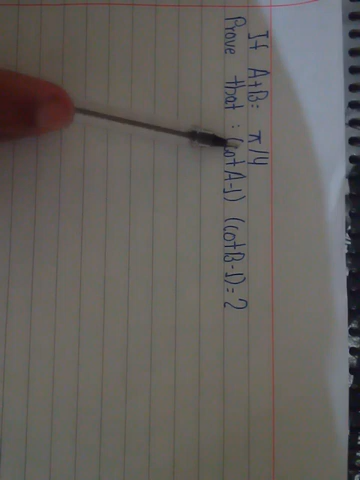 If A+B= π/4
Prove that : (cotA-1) (cotB-1)=2